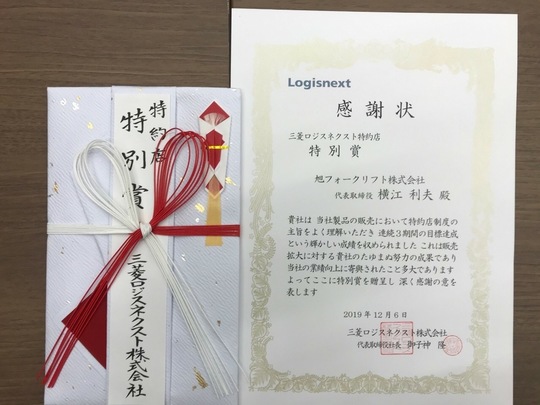 特約店
特別賞
三菱ロジスネクスト株式会社
Logisnext
感謝状
三菱ロジスネクスト特約店
特別賞
旭フォークリフト株式会社
代表取締役 横江 利夫 殿
貴社は 当社製品の販売において特約店制度の
主旨をよく理解いただき 連続3期間の目標達成
という輝かしい成績を収められました これは販売
拡大に対する貴社のたゆまぬ努力の成果であり
当社の業績向上に寄与されたこと多大であります
よってここに特別賞を贈呈し 深く感謝の意を
表します
2019年12月6日
三菱ロジスネクスト株式会社
代表取締役社長 御子神 隆